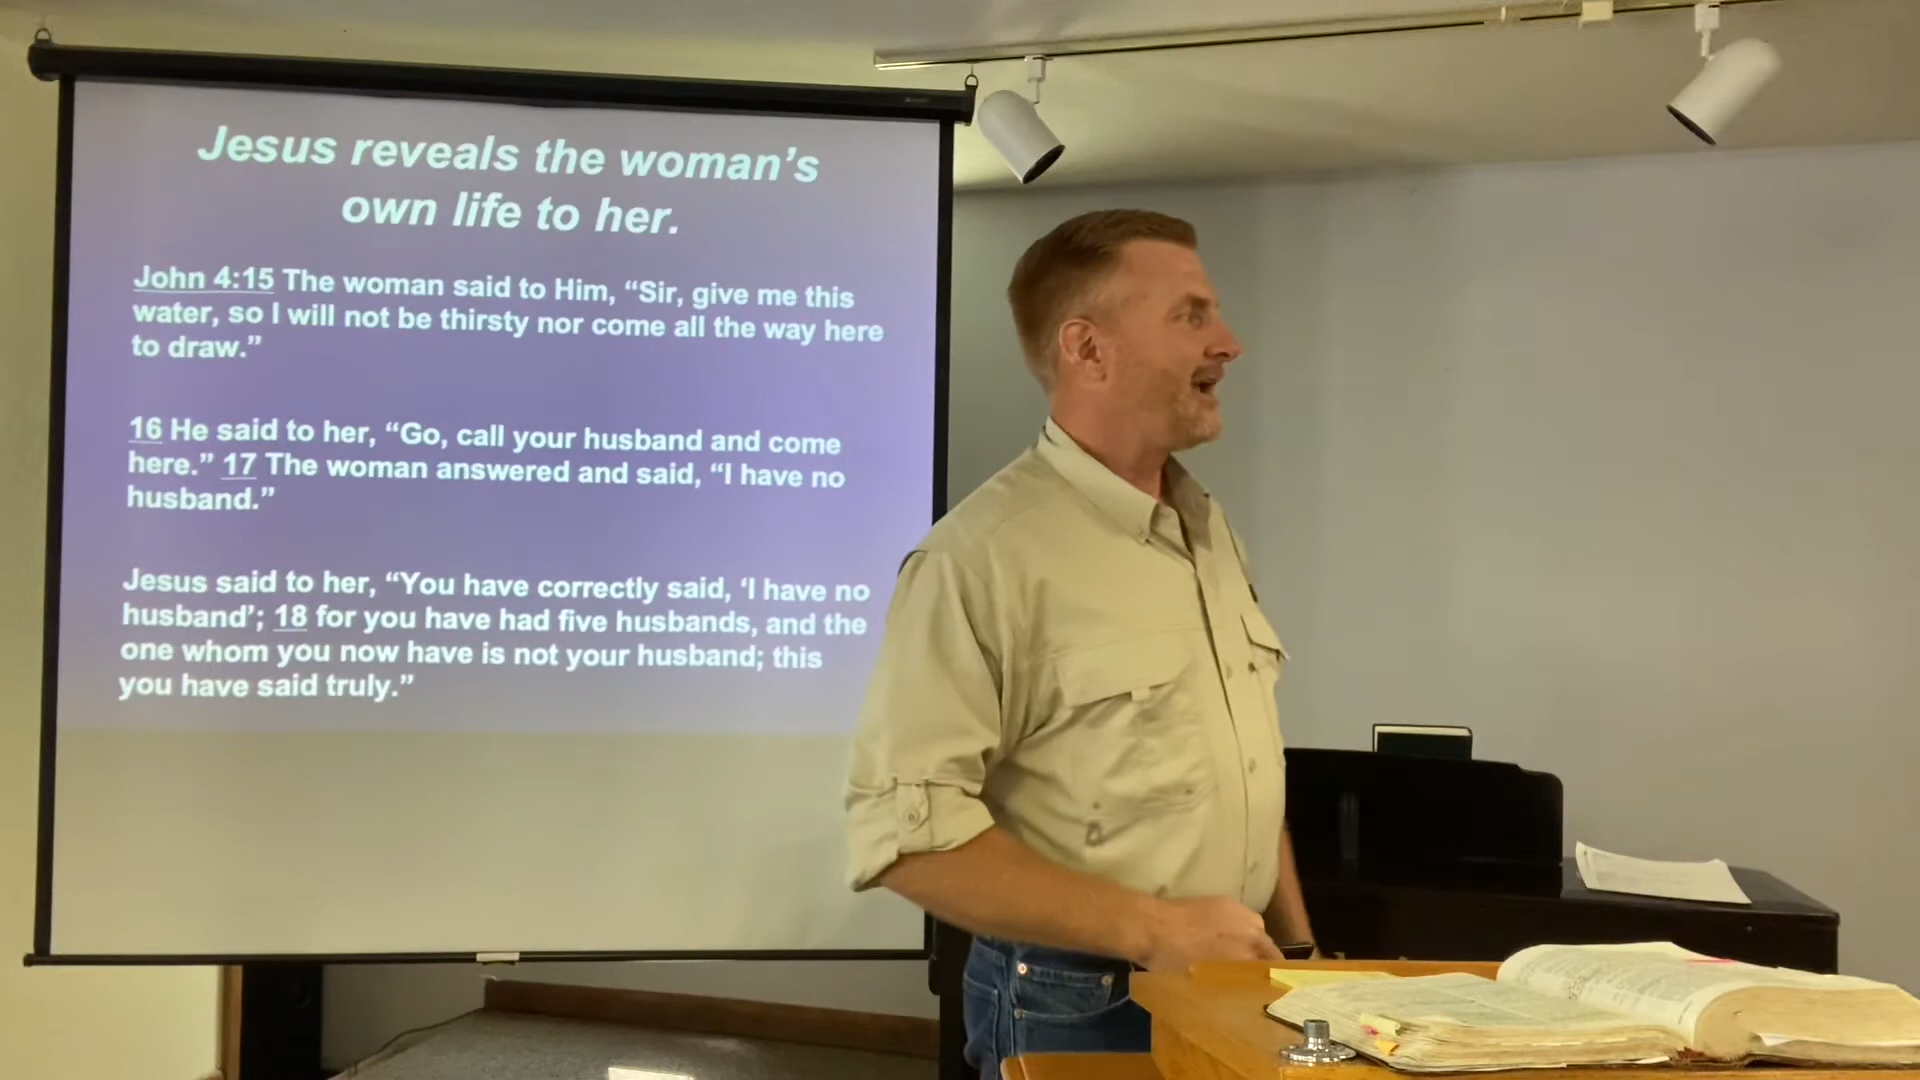 Jesus reveals the woman’s
own life to her.
John 4:15 The woman said to Him, “Sir, give me this
water, so I will not be thirsty nor come all the way here
to draw.”
16 He said to her, “Go, call your husband and come
here.” 17 The woman answered and said, “I have no
husband.”
Jesus said to her, “You have correctly said, ‘I have no
husband’; 18 for you have had five husbands, and the
one whom you now have is not your husband; this
you have said truly.”